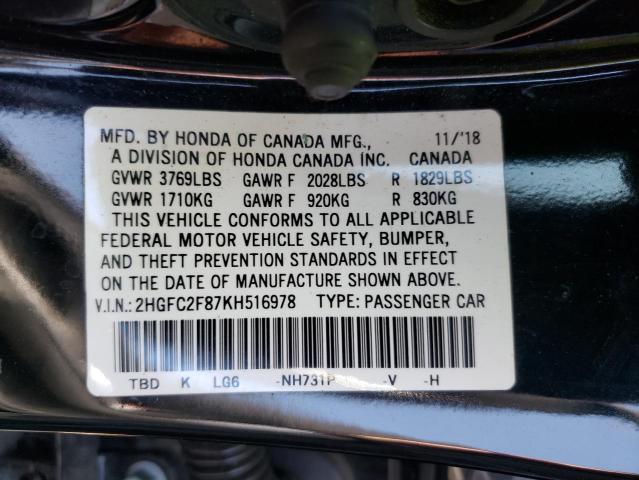 MFD. BY HONDA OF CANADA MFG., 11/'18
A DIVISION OF HONDA CANADA INC. CANADA
GVWR 3769LBS GAWR F 2028LBS R 1829LBS
GVWR 1710KG GAWR F 920KG R 830KG
THIS VEHICLE CONFORMS TO ALL APPLICABLE
FEDERAL MOTOR VEHICLE SAFETY, BUMPER,
AND THEFT PREVENTION STANDARDS IN EFFECT
ON THE DATE OF MANUFACTURE SHOWN ABOVE.
V.I.N.: 2HGFC2F87KH516978 TYPE: PASSENGER CAR
TBD K LG6 -NH731P -V -H